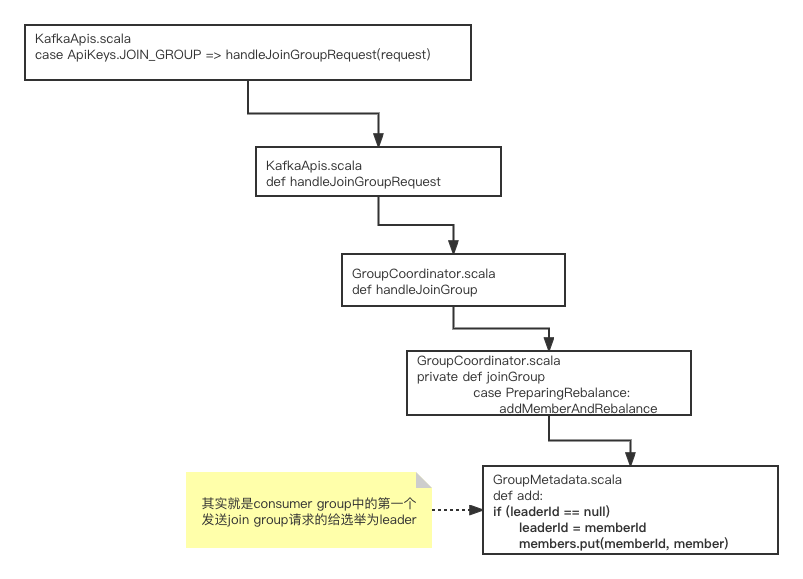 KafkaApis.scala
case ApiKeys.JOIN_GROUP => handleJoinGroupRequest(request)
KafkaApis.scala
def handleJoinGroupRequest
GroupCoordinator.scala
def handleJoinGroup
GroupCoordinator.scala
private def joinGroup
case PreparingRebalance:
addMemberAndRebalance
GroupMetadata.scala
def add:
if (leaderId == null)
leaderId = memberId
members.put(memberId, member)
其实就是consumer group中的第一个
发送join group请求的给选举为leader